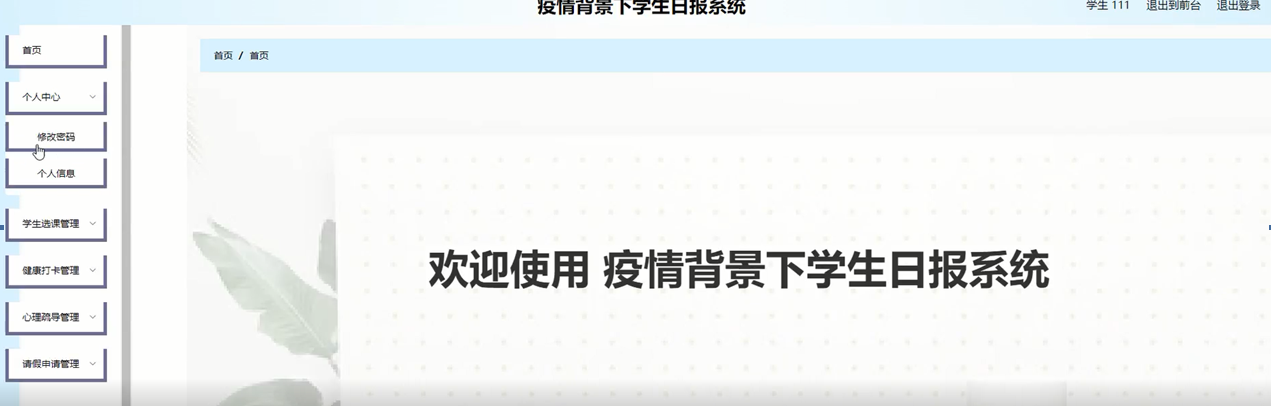 疫情背景下学生日报系统
学生 111 退出到前台 退出登录
首页
个人中心
修改密码
个人信息
学生选课管理
健康打卡管理
心理疏导管理
请假申请管理
首页 / 首页
欢迎使用 疫情背景下学生日报系统